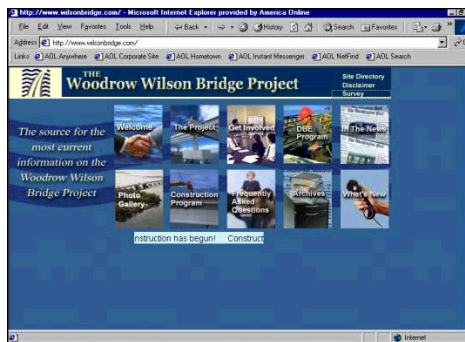 http://www.wilsonbridge.com/ - Microsoft Internet Explorer provided by America Online
File Edit View Favorites Tools Help Back Search Favorites History
Address http://www.wilsonbridge.com/
Links AOL Anywhere AOL Corporate Site AOL Hometown AOL Instant Messenger AOL NetFind AOL Search
THE
Woodrow Wilson Bridge Project
Site Directory
Disclaimer
Survey
The source for the
most current
information on the
Woodrow Wilson
Bridge Project
Welcome
The Project
Get Involved
DBE
Program
In The News
Photo
Gallery
Construction
Program
Frequently
Asked
Questions
Archives
What's New
nstruction has begun! Construct
Internet